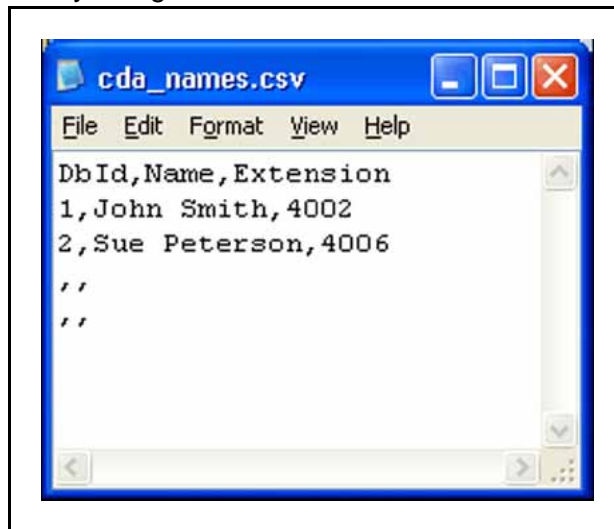 cda_names.csv
File Edit Format View Help
DbId,Name,Extension
1,John Smith,4002
2,Sue Peterson,4006
,,
,,